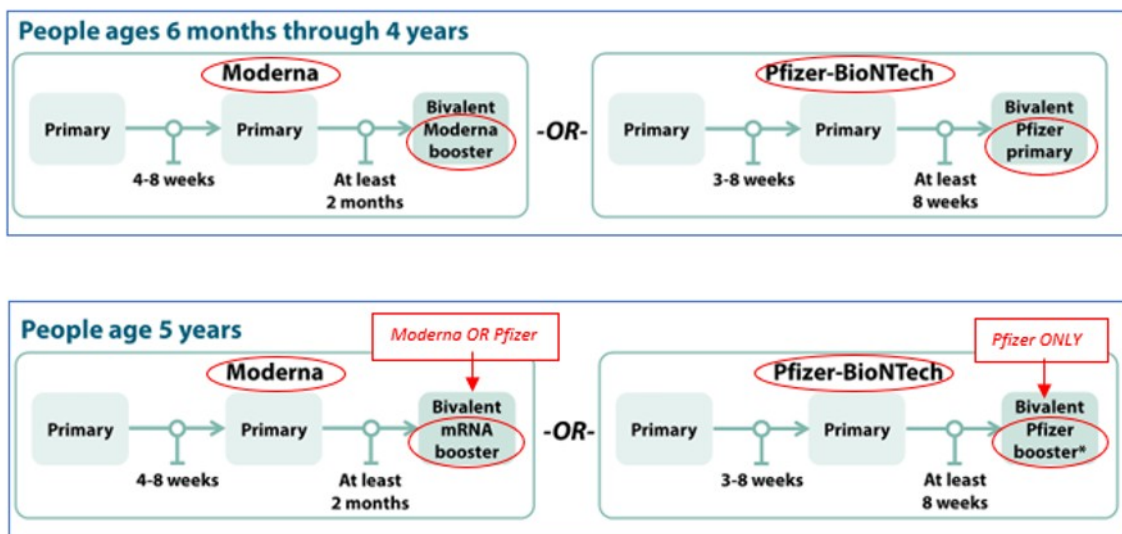 People ages 6 months through 4 years
Moderna
Primary
4-8 weeks
Primary
At least
2 months
Bivalent
Moderna
booster
-OR-
Pfizer-BioNTech
Primary
3-8 weeks
Primary
At least
8 weeks
Bivalent
Pfizer
primary
People age 5 years
Moderna OR Pfizer
Moderna
Primary
4-8 weeks
Primary
At least
2 months
Bivalent
mRNA
booster
-OR-
Pfizer ONLY
Pfizer-BioNTech
Primary
3-8 weeks
Primary
At least
8 weeks
Bivalent
Pfizer
booster*